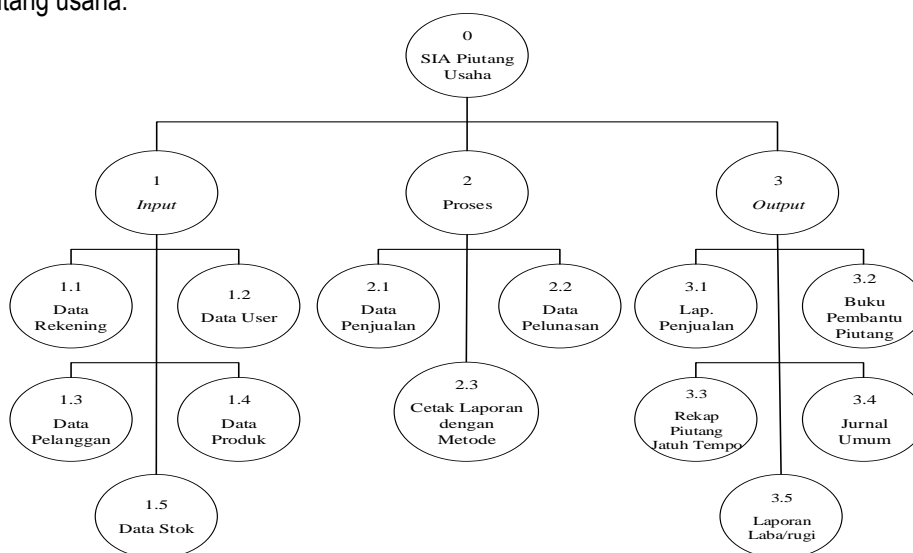 utang usaha.
0
SIA Piutang
Usaha
1
Input
2
Proses
3
Output
1.1
Data
Rekening
1.2
Data User
2.1
Data
Penjualan
2.2
Data
Pelunasan
3.1
Lap.
Penjualan
3.2
Buku
Pembantu
Piutang
1.3
Data
Pelanggan
1.4
Data
Produk
2.3
Cetak Laporan
dengan
Metode
3.3
Rekap
Piutang
Jatuh Tempo
3.4
Jurnal
Umum
1.5
Data Stok
3.5
Laporan
Laba/rugi